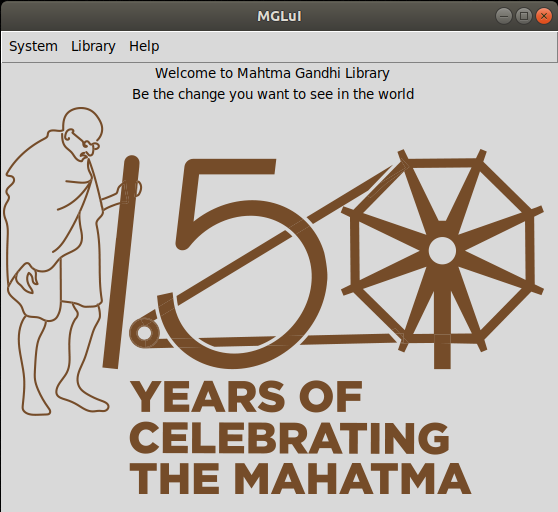 MGLui
System Library Help
Welcome to Mahtma Gandhi Library
Be the change you want to see in the world
150
YEARS OF
CELEBRATING
THE MAHATMA